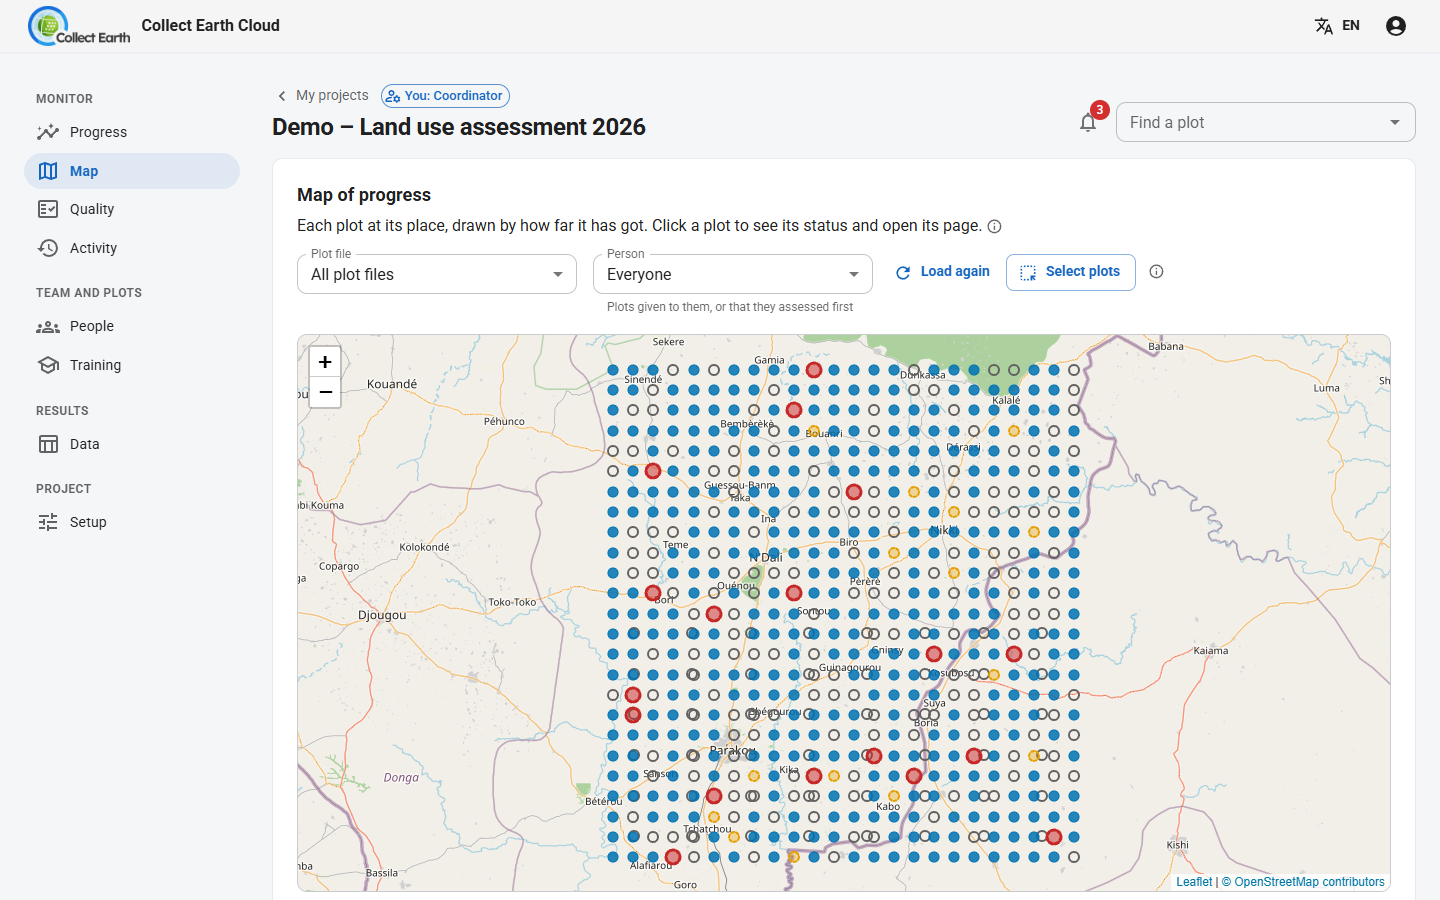 Collect Earth
Collect Earth Cloud
EN
MONITOR
Progress
Map
Quality
Activity
TEAM AND PLOTS
People
Training
RESULTS
Data
PROJECT
Setup
My projects
You: Coordinator
Demo – Land use assessment 2026
3
Find a plot
Map of progress
Each plot at its place, drawn by how far it has got. Click a plot to see its status and open its page.
Plot file
All plot files
Person
Everyone
Plots given to them, or that they assessed first
Load again
Select plots
+
−
Sekere
Gamia
Babana
Sinendé
Dunkassa
Kouandé
Luma
Kalalé
Péhunco
Bembèrèkè
Bouanri
Guessou-Banm
Ina
Teme
Biro
Nikki
Kolokondé
Copargo
N'Dali
Ouénou
Pèrèrè
Djougou
Toko-Toko
Bori
Guinagourou
Kaiama
Suya
Boria
Parakou
Donga
Kika
Bétérou
Kabo
Tchatchou
Kishi
Alafiarou
Bassila
Goro
Leaflet | © OpenStreetMap contributors